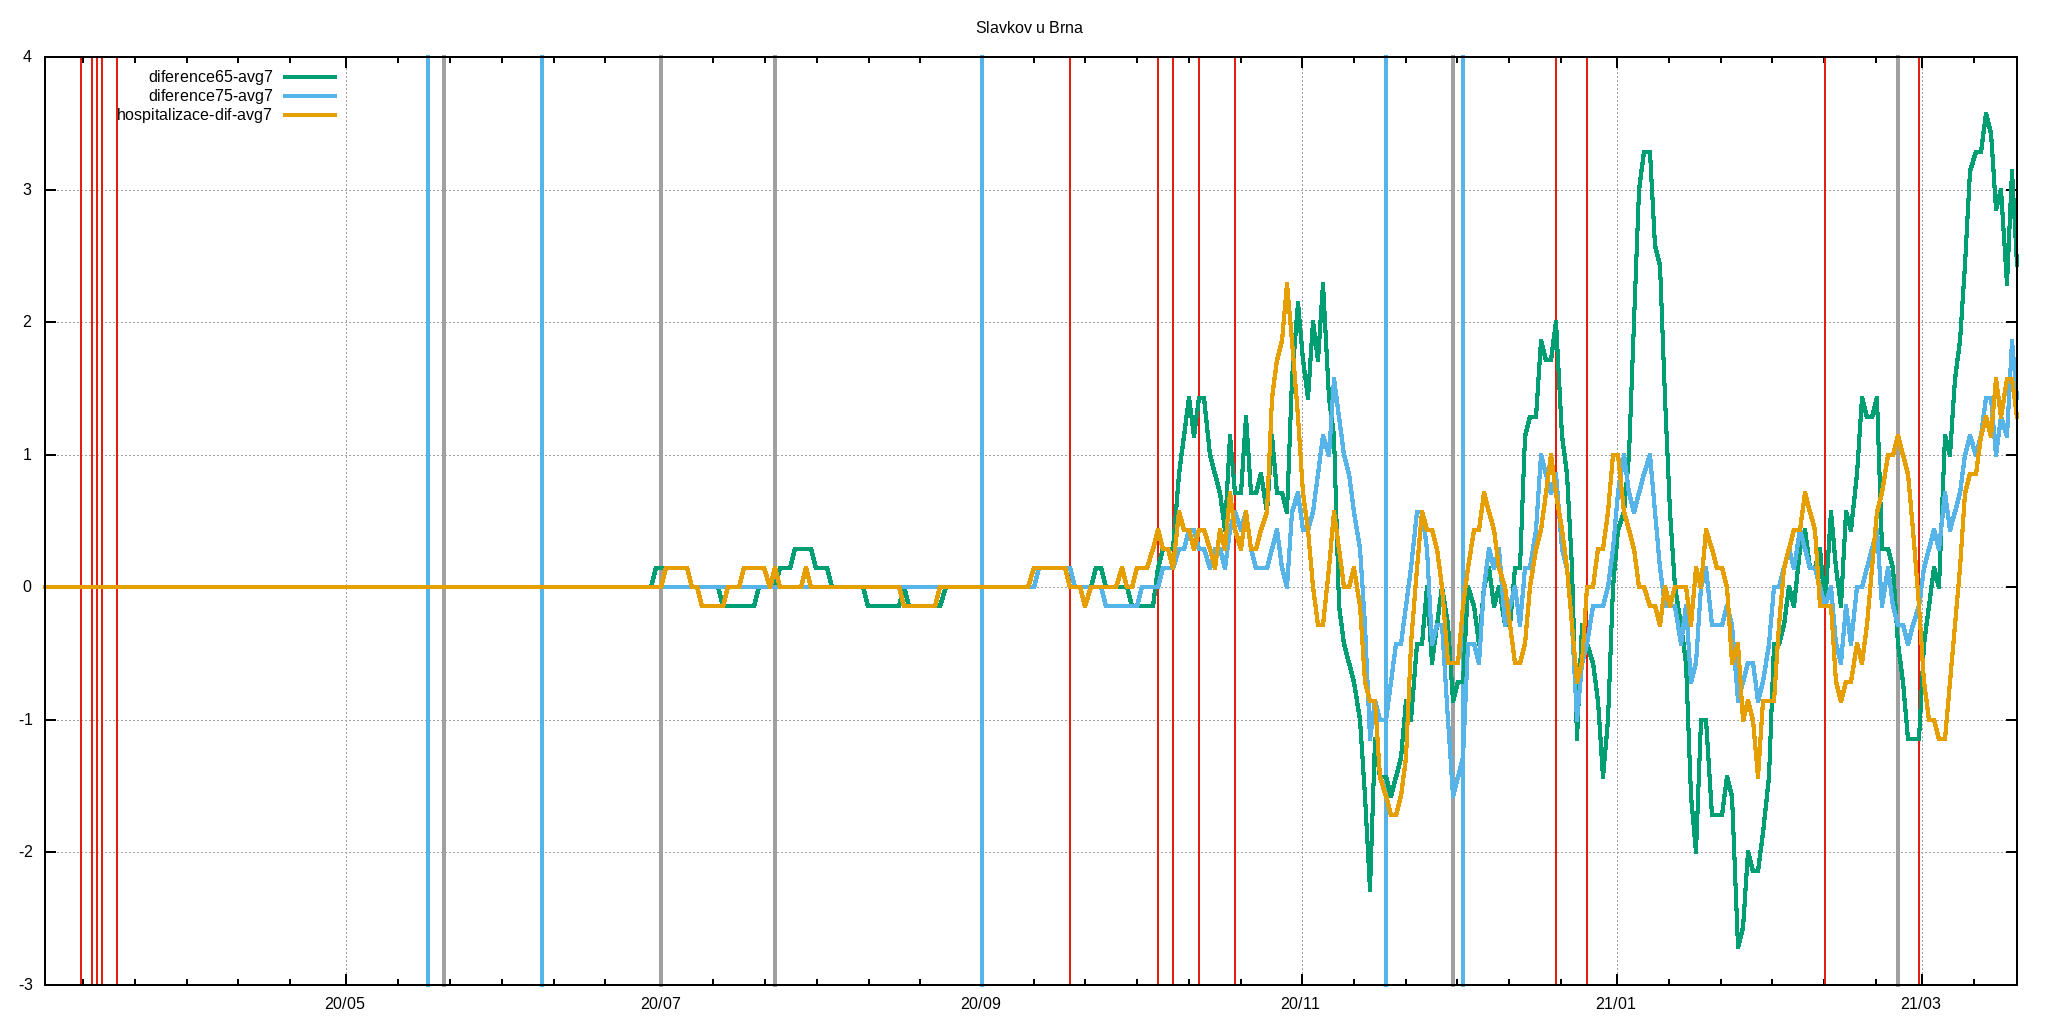 Slavkov u Brna
4
3
2
1
0
-1
-2
-3
diference65-avg7
diference75-avg7
hospitalizace-dif-avg7
20/05 20/07 20/09 20/11 21/01 21/03